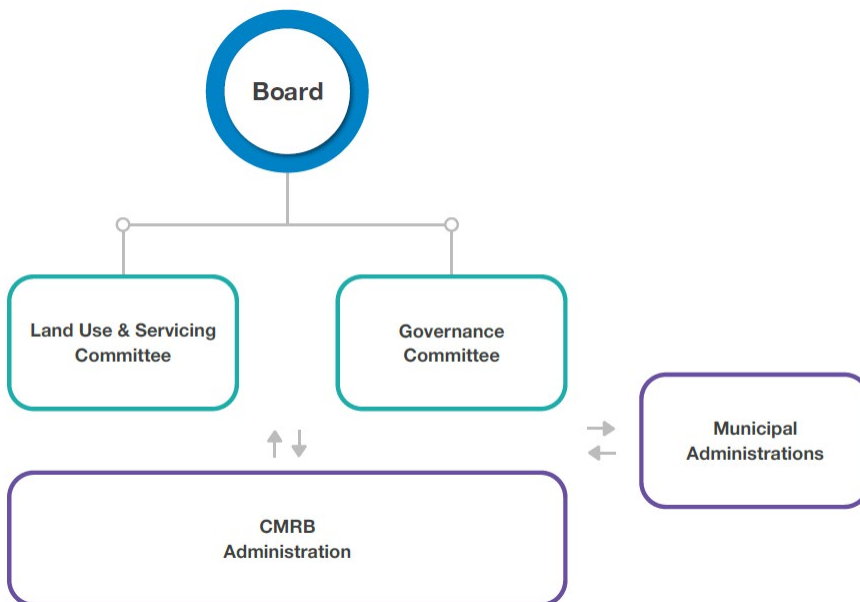 Board
Land Use & Servicing
Committee
Governance
Committee
Municipal
Administrations
CMRB
Administration